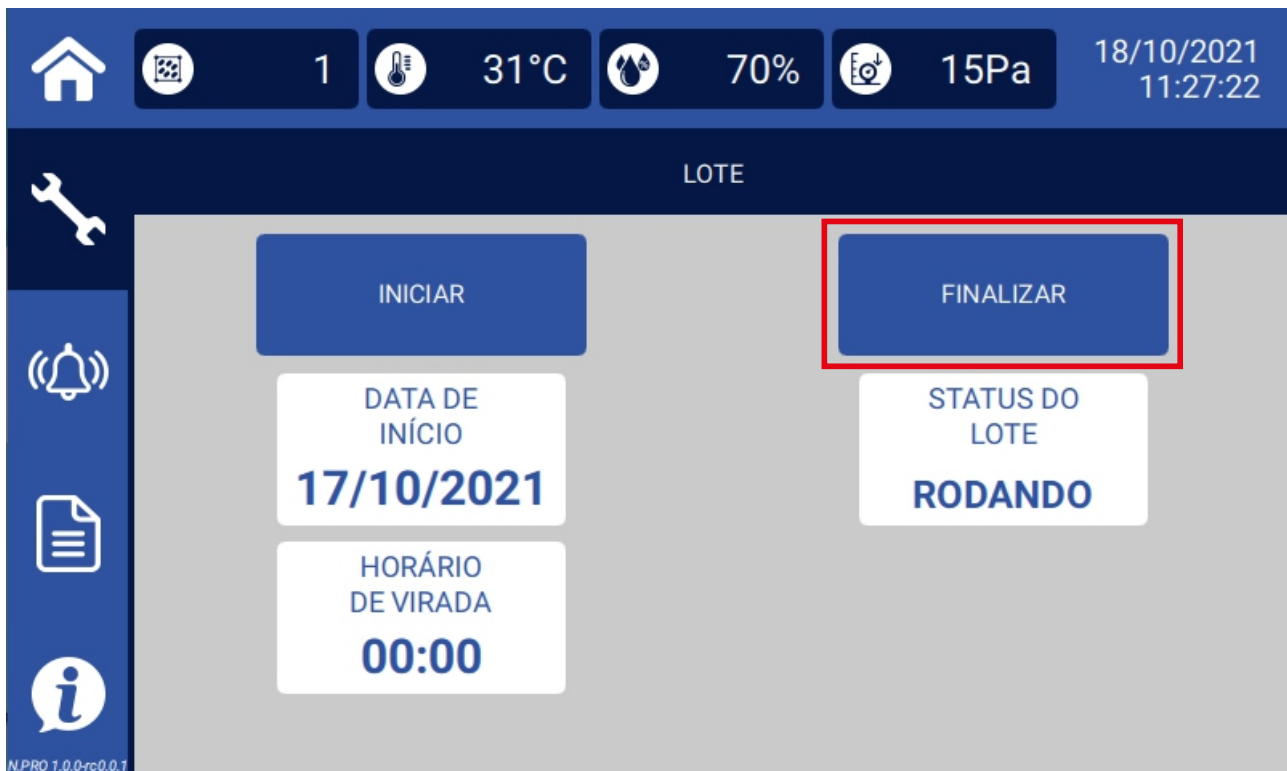 1
31°C
70%
15Pa
18/10/2021
11:27:22
LOTE
INICIAR
FINALIZAR
DATA DE
INÍCIO
17/10/2021
STATUS DO
LOTE
RODANDO
HORÁRIO
DE VIRADA
00:00
N.PRO 1.0.0-rc0.0.1